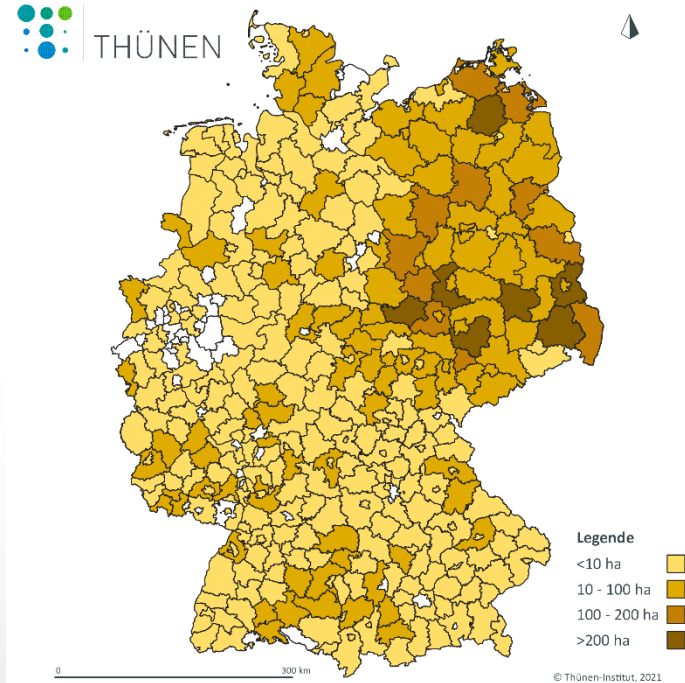 THÜNEN
Legende
<10 ha
10 - 100 ha
100 - 200 ha
>200 ha
0 300 km
© Thünen-Institut, 2021